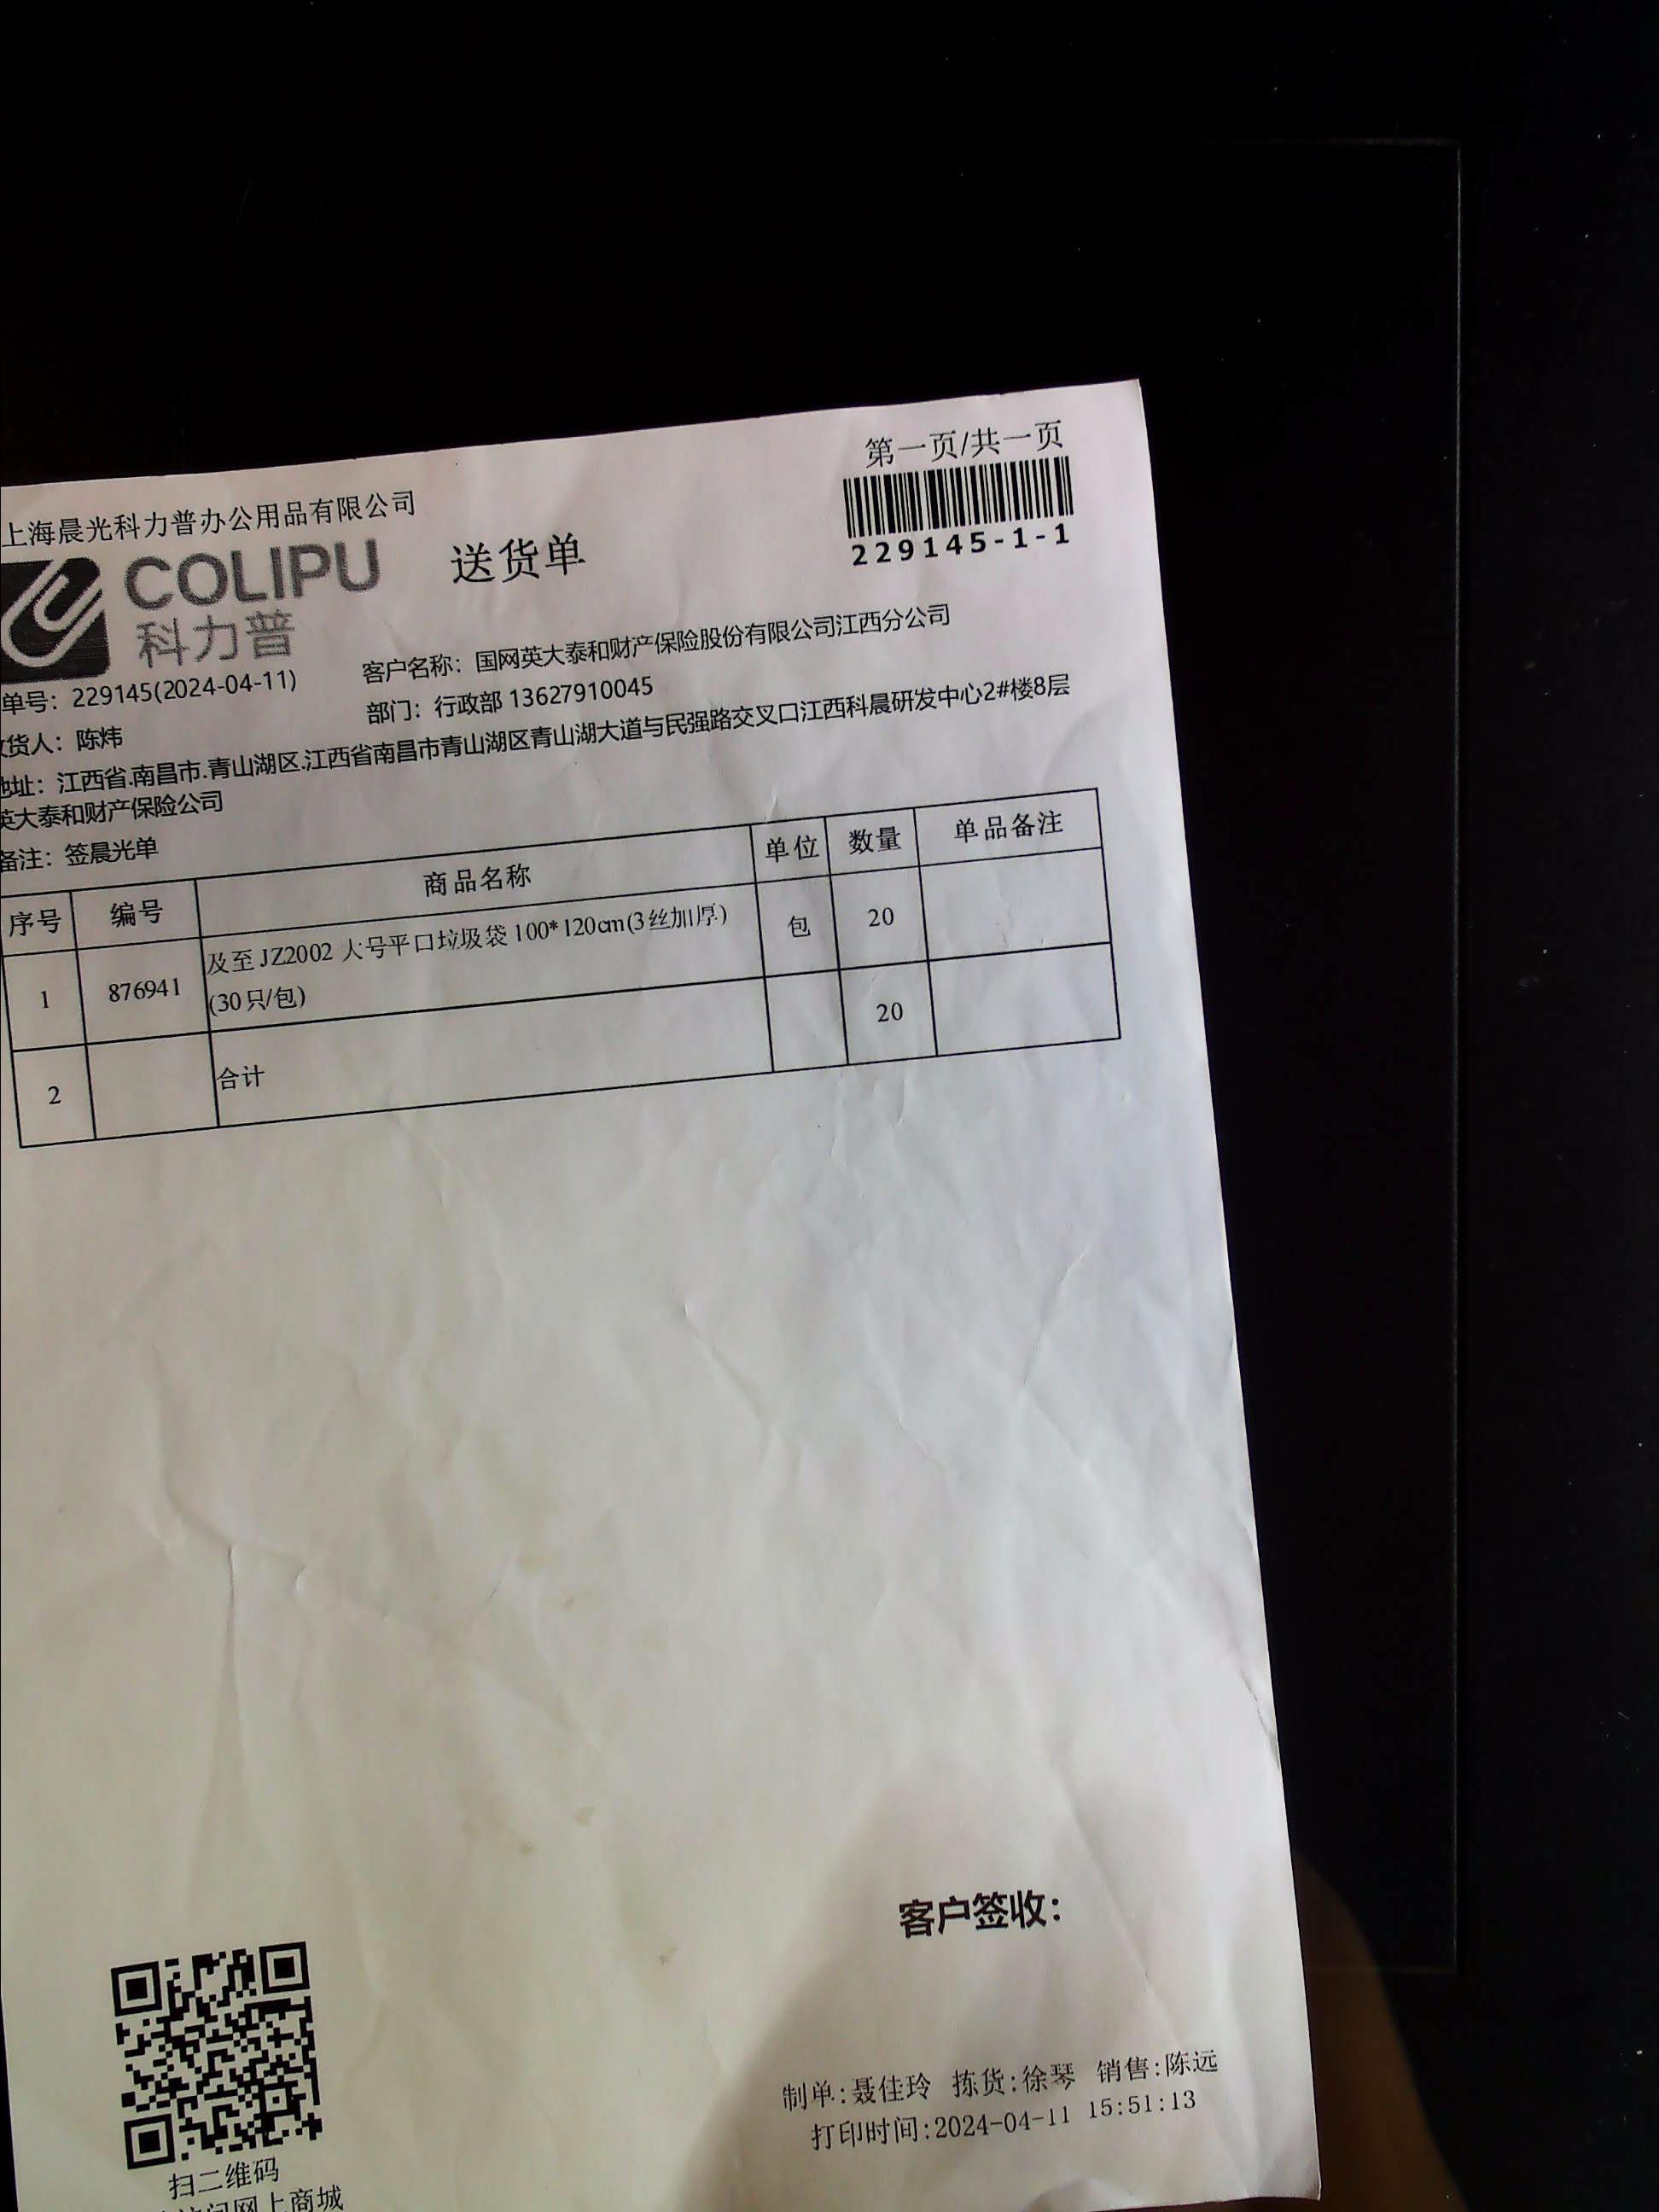 第一页/共一页
上海晨光科力普办公用品有限公司
COLIPU
科力普
送货单
229145-1-1
单号：229145(2024-04-11)
客户名称：国网英大泰和财产保险股份有限公司江西分公司
收货人：陈炜
部门：行政部 13627910045
地址：江西省.南昌市.青山湖区.江西省南昌市青山湖区青山湖大道与民强路交叉口江西科晨研发中心2#楼8层
英大泰和财产保险公司
备注：签晨光单
序号 编号 商品名称 单位 数量 单品备注
1 876941 及至 JZ2002 大号平口垃圾袋 100*120cm(3丝加厚) 包 20
(30只/包)
2 合计 20
客户签收：
制单:聂佳玲 拣货:徐琴 销售:陈远
打印时间:2024-04-11 15:51:13
扫二维码
访问网上商城